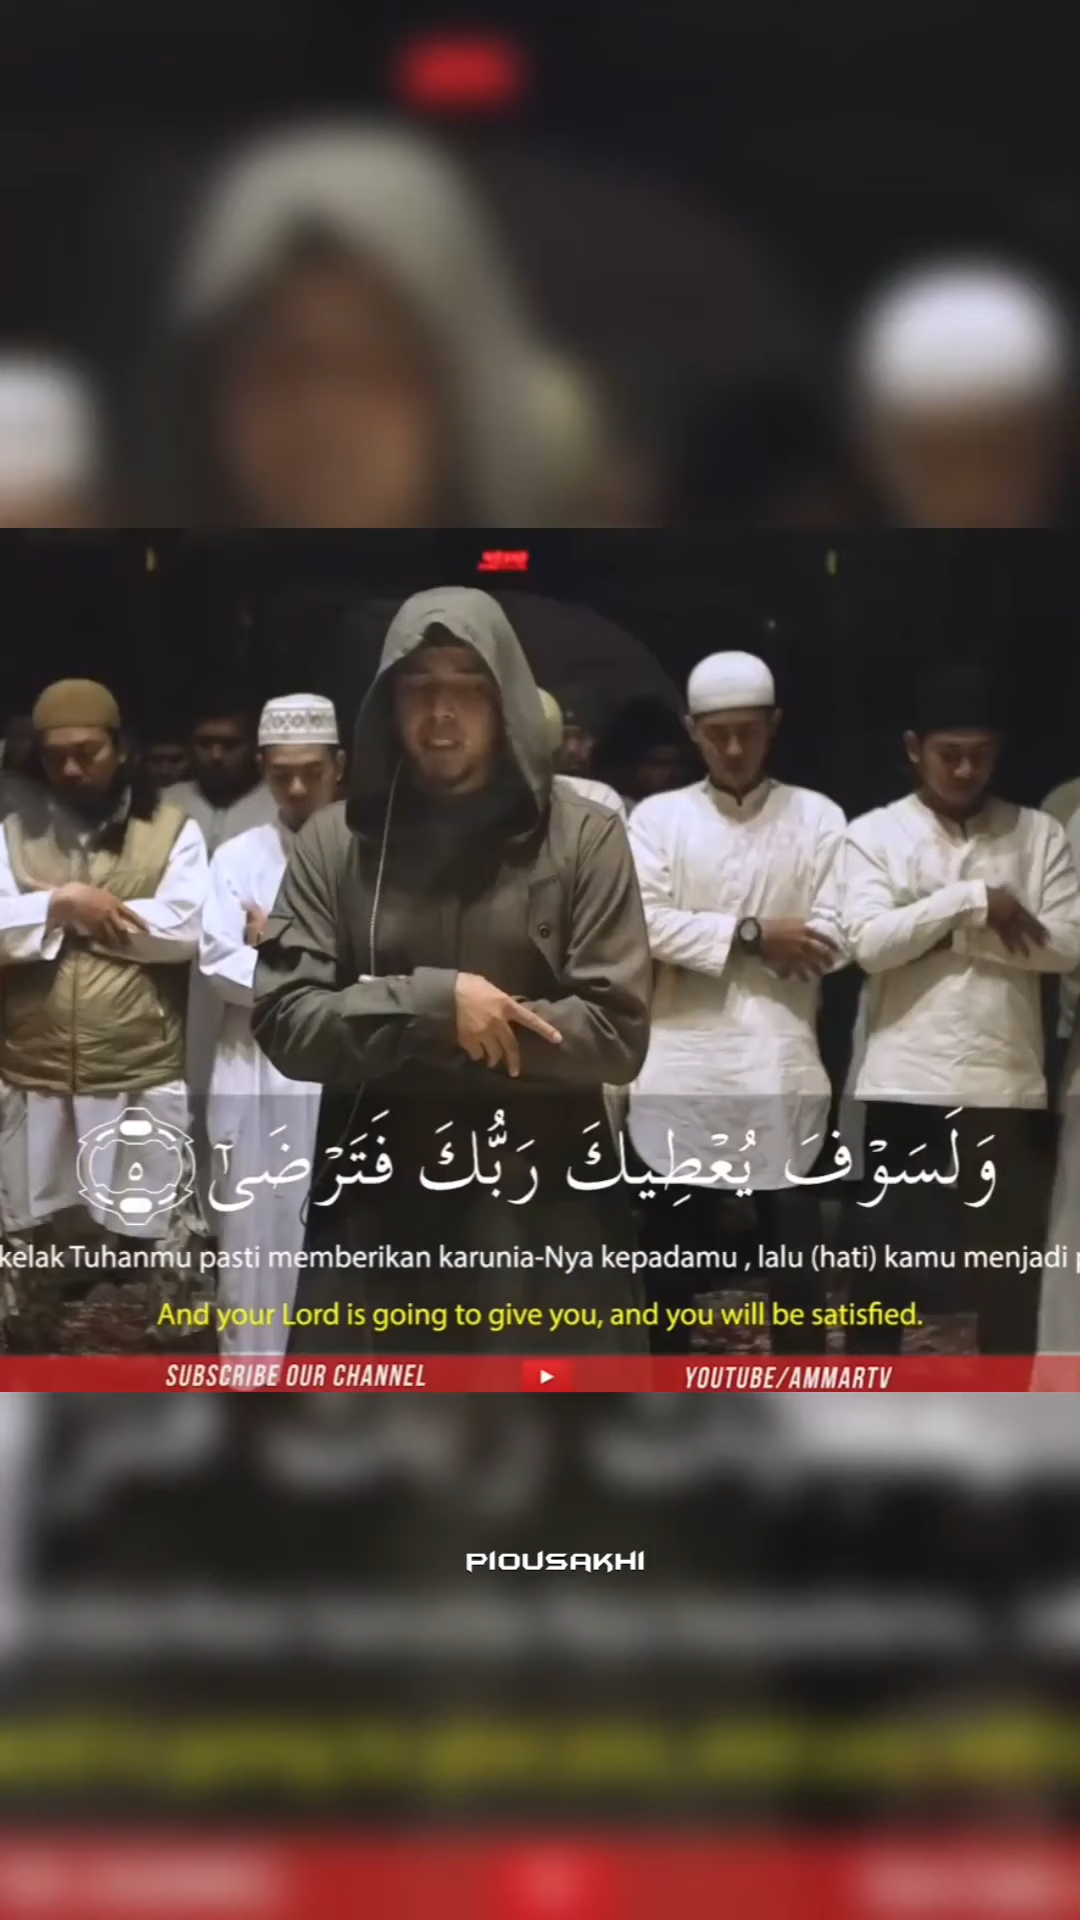 وَلَسَوْفَ يُعْطِيكَ رَبُّكَ فَتَرْضَىٰٓ ٥
kelak Tuhanmu pasti memberikan karunia-Nya kepadamu , lalu (hati) kamu menjadi
And your Lord is going to give you, and you will be satisfied.
SUBSCRIBE OUR CHANNEL YOUTUBE/AMMARTV
PIOUSAKHI